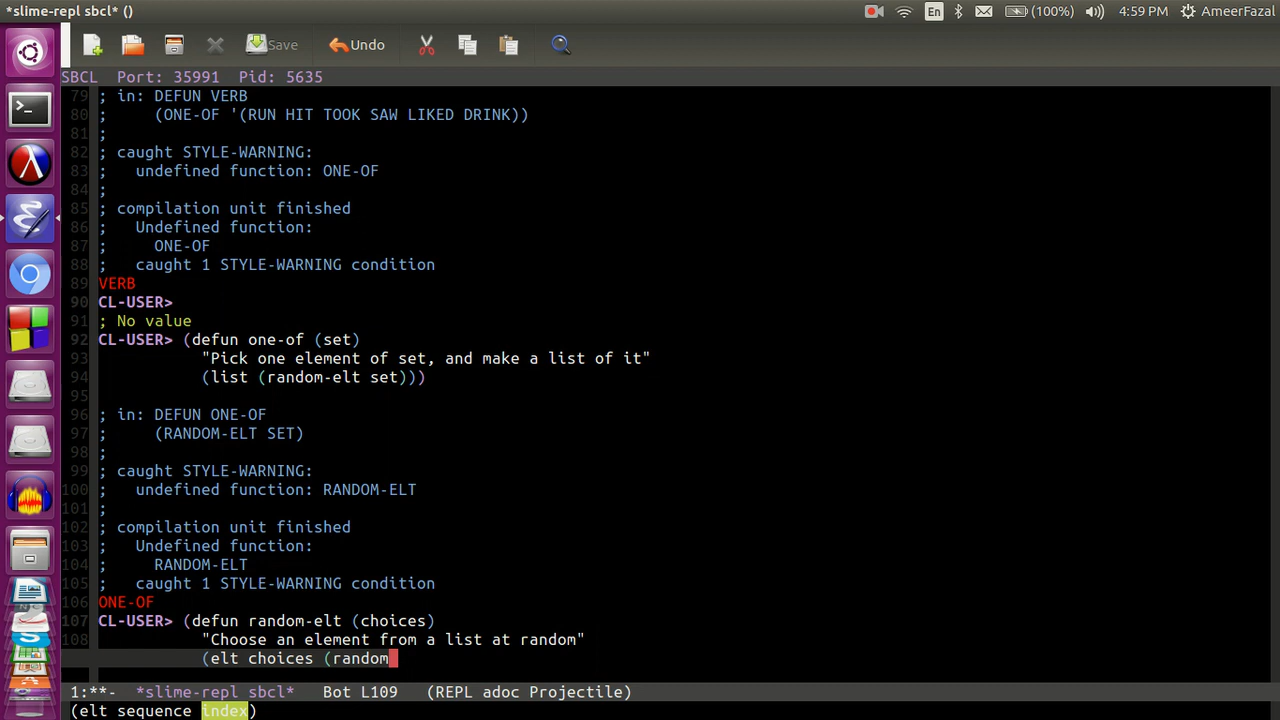 *slime-repl sbcl* ()
En
(100%)
4:59 PM
AmeerFazal
Save
Undo
SBCL  Port: 35991  Pid: 5635
79 ; in: DEFUN VERB
80 ;     (ONE-OF '(RUN HIT TOOK SAW LIKED DRINK))
81 ;
82 ; caught STYLE-WARNING:
83 ;   undefined function: ONE-OF
84 ;
85 ; compilation unit finished
86 ;   Undefined function:
87 ;     ONE-OF
88 ;   caught 1 STYLE-WARNING condition
89 VERB
90 CL-USER>
91 ; No value
92 CL-USER> (defun one-of (set)
93            "Pick one element of set, and make a list of it"
94            (list (random-elt set)))
95
96 ; in: DEFUN ONE-OF
97 ;     (RANDOM-ELT SET)
98 ;
99 ; caught STYLE-WARNING:
100 ;   undefined function: RANDOM-ELT
101 ;
102 ; compilation unit finished
103 ;   Undefined function:
104 ;     RANDOM-ELT
105 ;   caught 1 STYLE-WARNING condition
106 ONE-OF
107 CL-USER> (defun random-elt (choices)
108            "Choose an element from a list at random"
           (elt choices (random
1:**-  *slime-repl sbcl*   Bot L109   (REPL adoc Projectile)
(elt sequence index)